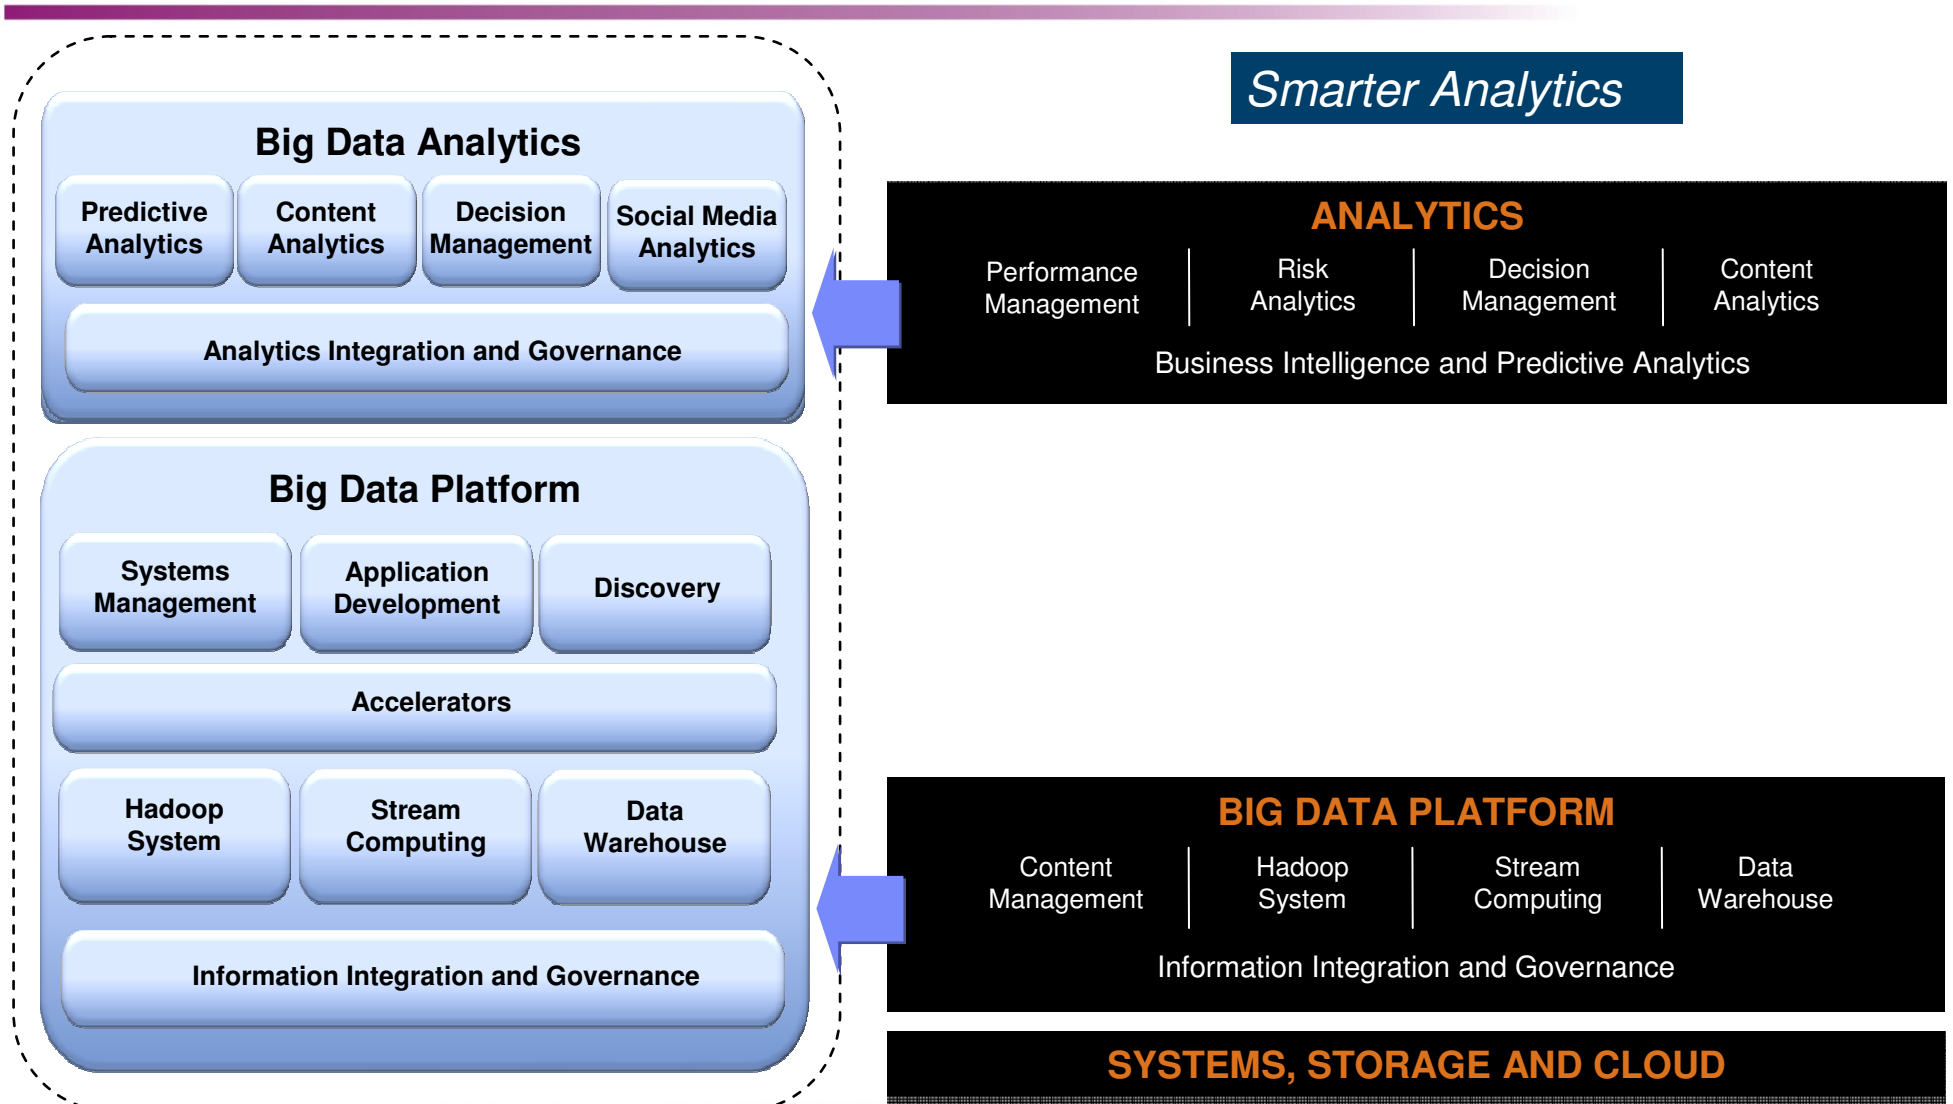 Smarter Analytics
Big Data Analytics
Predictive
Analytics
Content
Analytics
Decision
Management
Social Media
Analytics
Analytics Integration and Governance
Big Data Platform
Systems
Management
Application
Development
Discovery
Accelerators
Hadoop
System
Stream
Computing
Data
Warehouse
Information Integration and Governance
ANALYTICS
Performance
Management
Risk
Analytics
Decision
Management
Content
Analytics
Business Intelligence and Predictive Analytics
BIG DATA PLATFORM
Content
Management
Hadoop
System
Stream
Computing
Data
Warehouse
Information Integration and Governance
SYSTEMS, STORAGE AND CLOUD